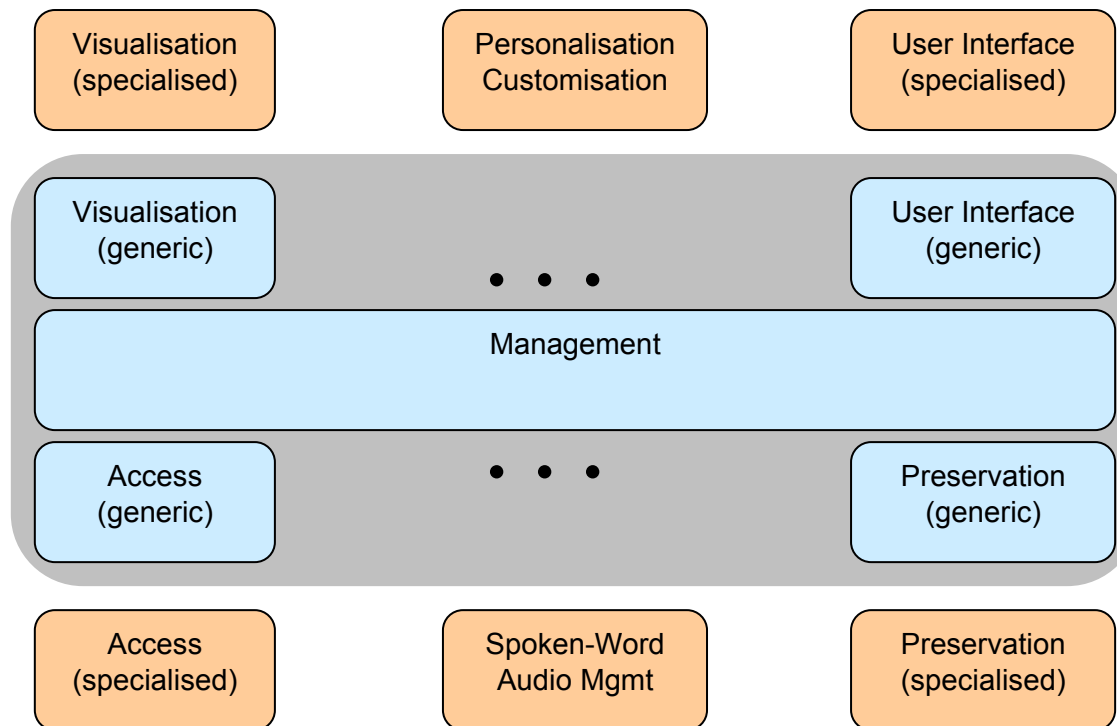 Visualisation
(specialised)
Personalisation
Customisation
User Interface
(specialised)
Visualisation
(generic)
User Interface
(generic)
• • •
Management
Access
(generic)
• • •
Preservation
(generic)
Access
(specialised)
Spoken-Word
Audio Mgmt
Preservation
(specialised)